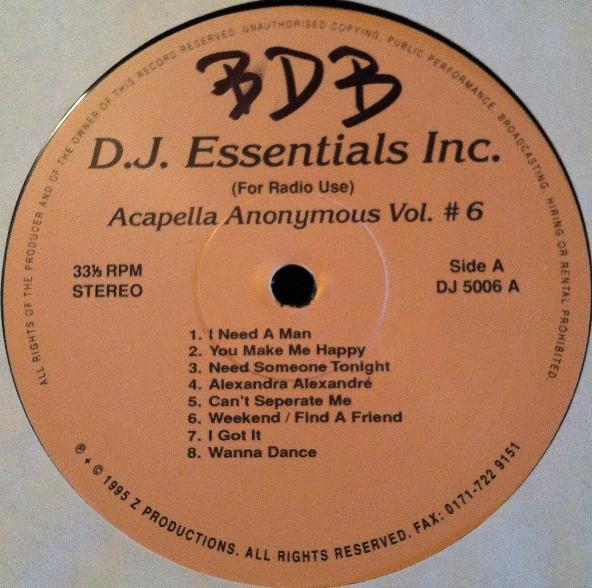 ALL RIGHTS OF THE PRODUCER AND OF THE OWNER OF THIS RECORD RESERVED. UNAUTHORISED COPYING, PUBLIC PERFORMANCE, BROADCASTING, HIRING OR RENTAL PROHIBITED.
BDB
D.J. Essentials Inc.
(For Radio Use)
Acapella Anonymous Vol. # 6
33⅓ RPM
STEREO
Side A
DJ 5006 A
1. I Need A Man
2. You Make Me Happy
3. Need Someone Tonight
4. Alexandra Alexandré
5. Can't Seperate Me
6. Weekend / Find A Friend
7. I Got It
8. Wanna Dance
℗ + © 1995 Z PRODUCTIONS. ALL RIGHTS RESERVED. FAX: 0171-722 9151